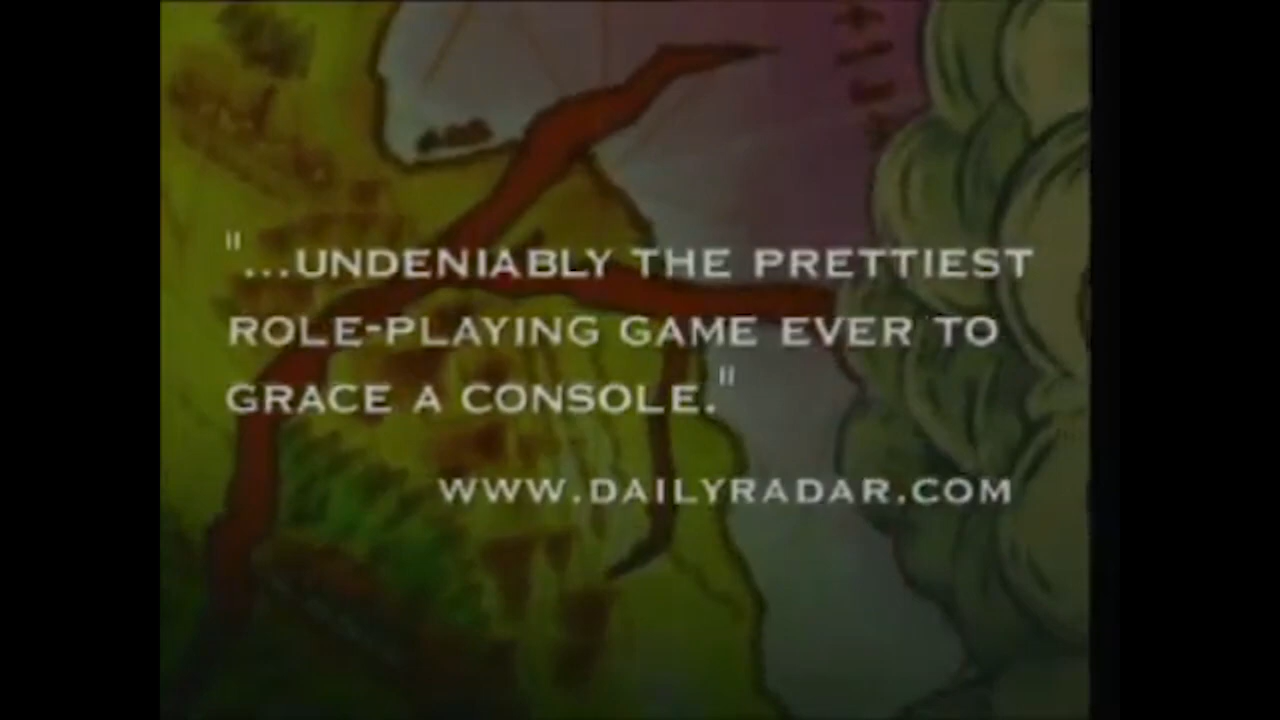 "...UNDENIABLY THE PRETTIEST
ROLE-PLAYING GAME EVER TO
GRACE A CONSOLE."
WWW.DAILYRADAR.COM